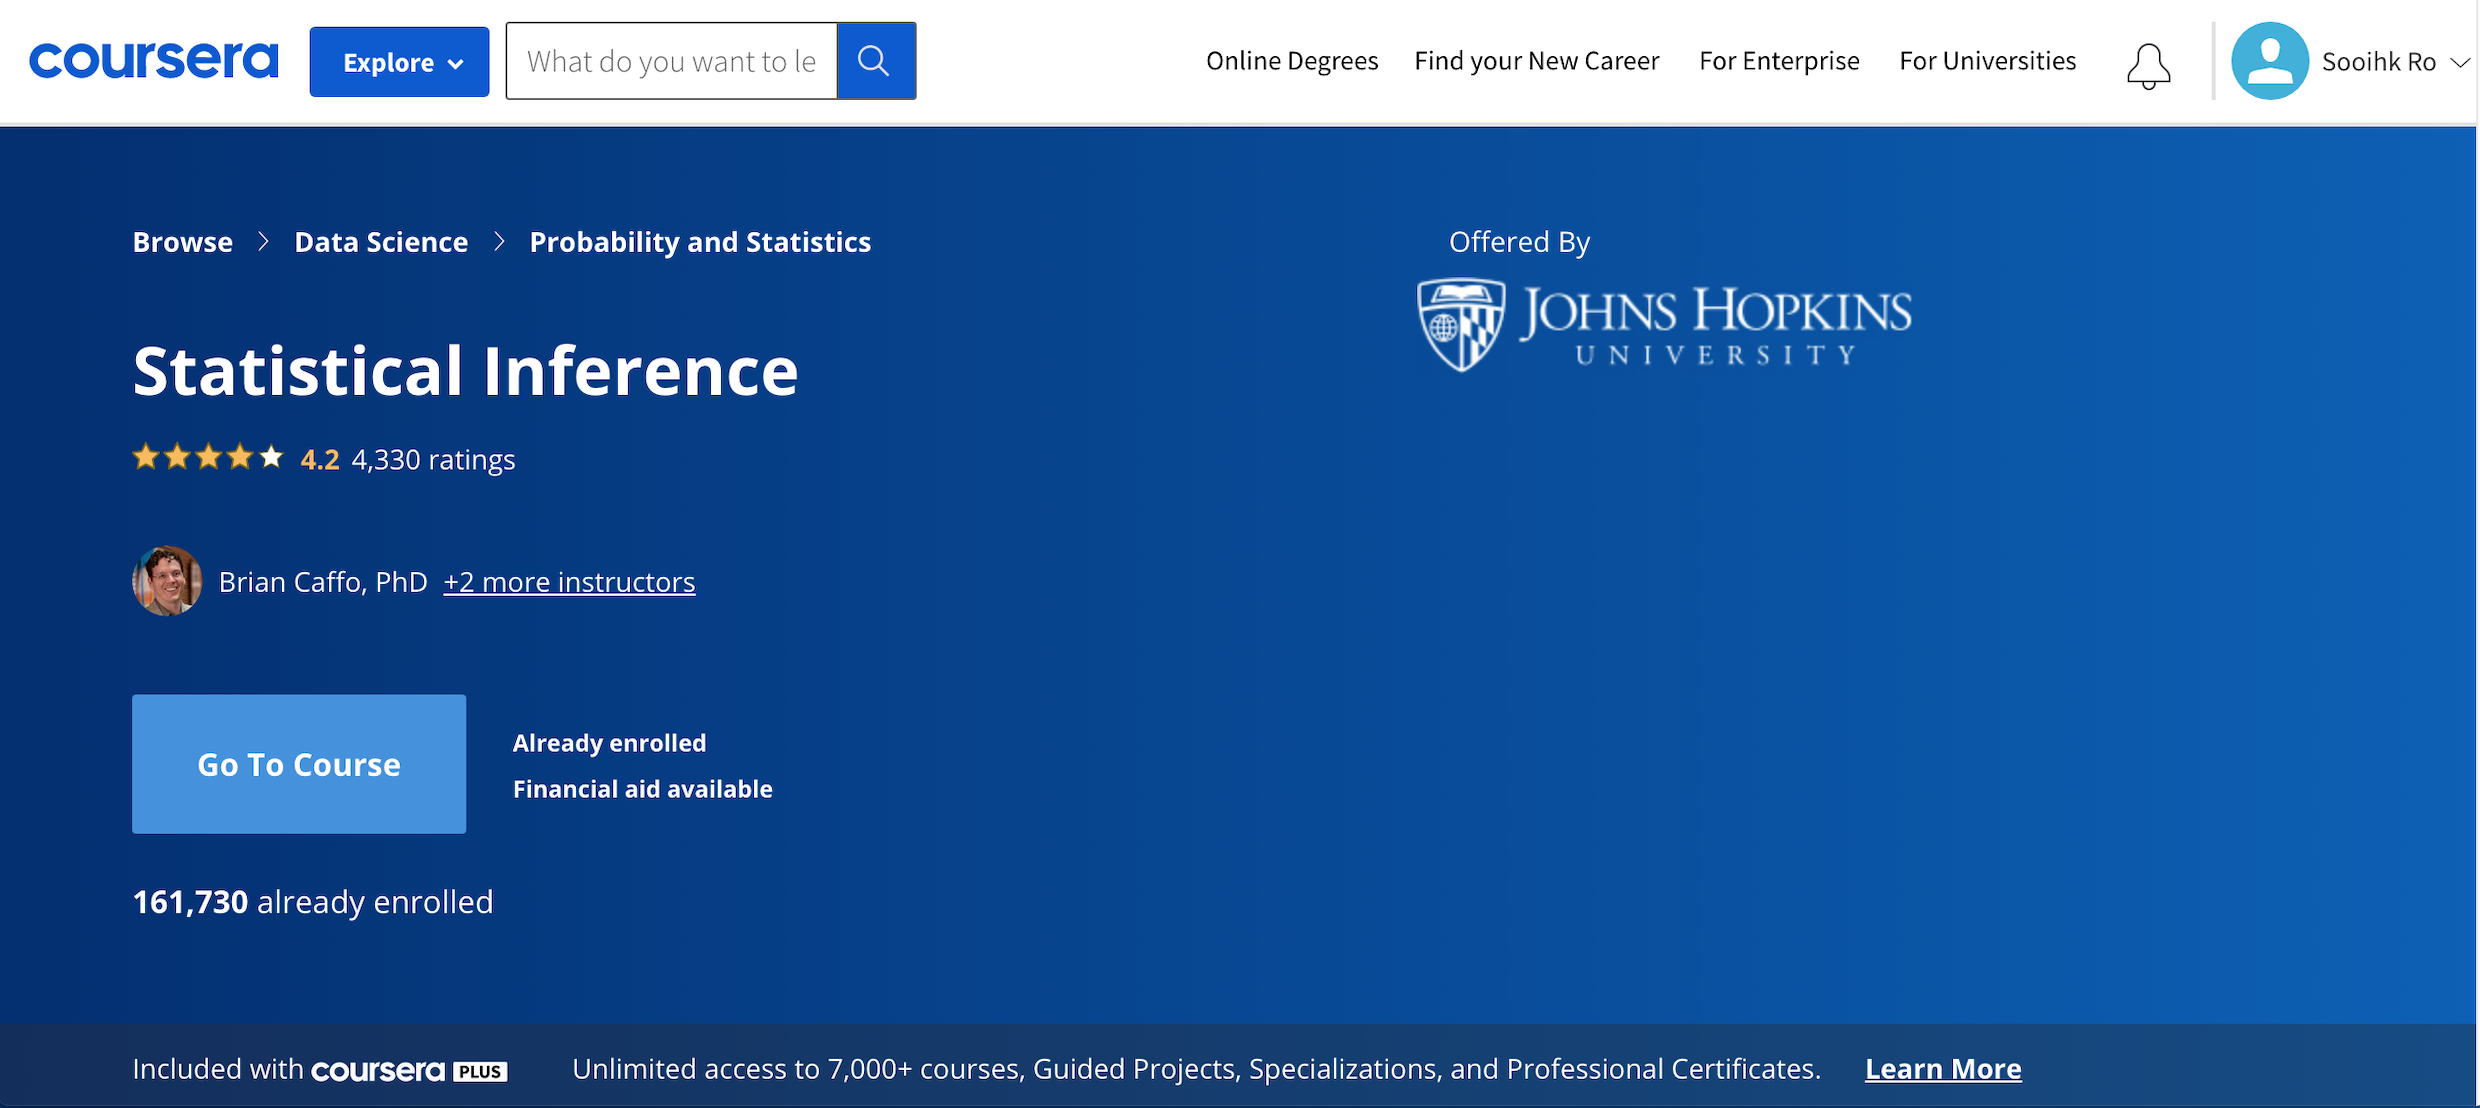 coursera
Explore
What do you want to le
Online Degrees
Find your New Career
For Enterprise
For Universities
Sooihk Ro
Browse > Data Science > Probability and Statistics
Offered By
JOHNS HOPKINS
UNIVERSITY
Statistical Inference
4.2 4,330 ratings
Brian Caffo, PhD +2 more instructors
Go To Course
Already enrolled
Financial aid available
161,730 already enrolled
Included with coursera PLUS
Unlimited access to 7,000+ courses, Guided Projects, Specializations, and Professional Certificates.
Learn More